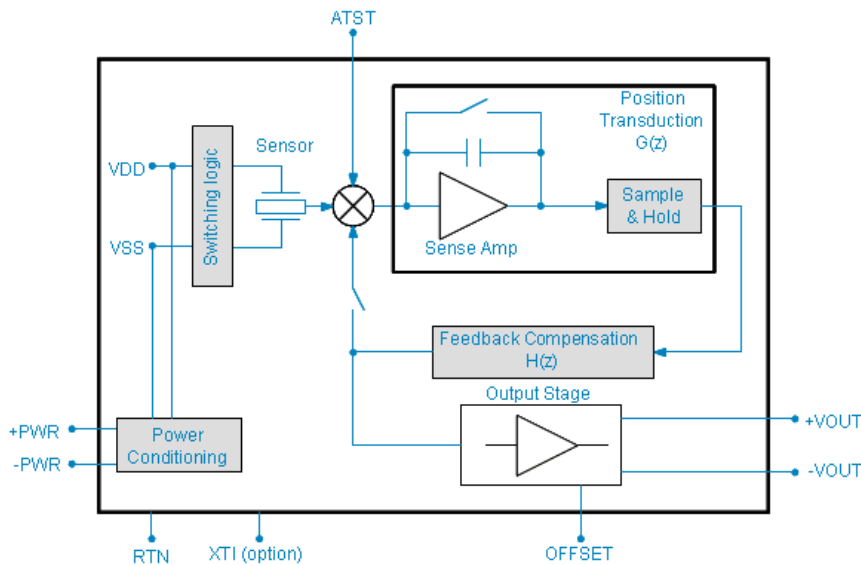 ATST
Position
Transduction
G(z)
Sensor
VDD
Switching logic
Sample
& Hold
VSS
Sense Amp
Feedback Compensation
H(z)
Output Stage
+PWR
Power
Conditioning
-PWR
+VOUT
-VOUT
RTN
XTI (option)
OFFSET